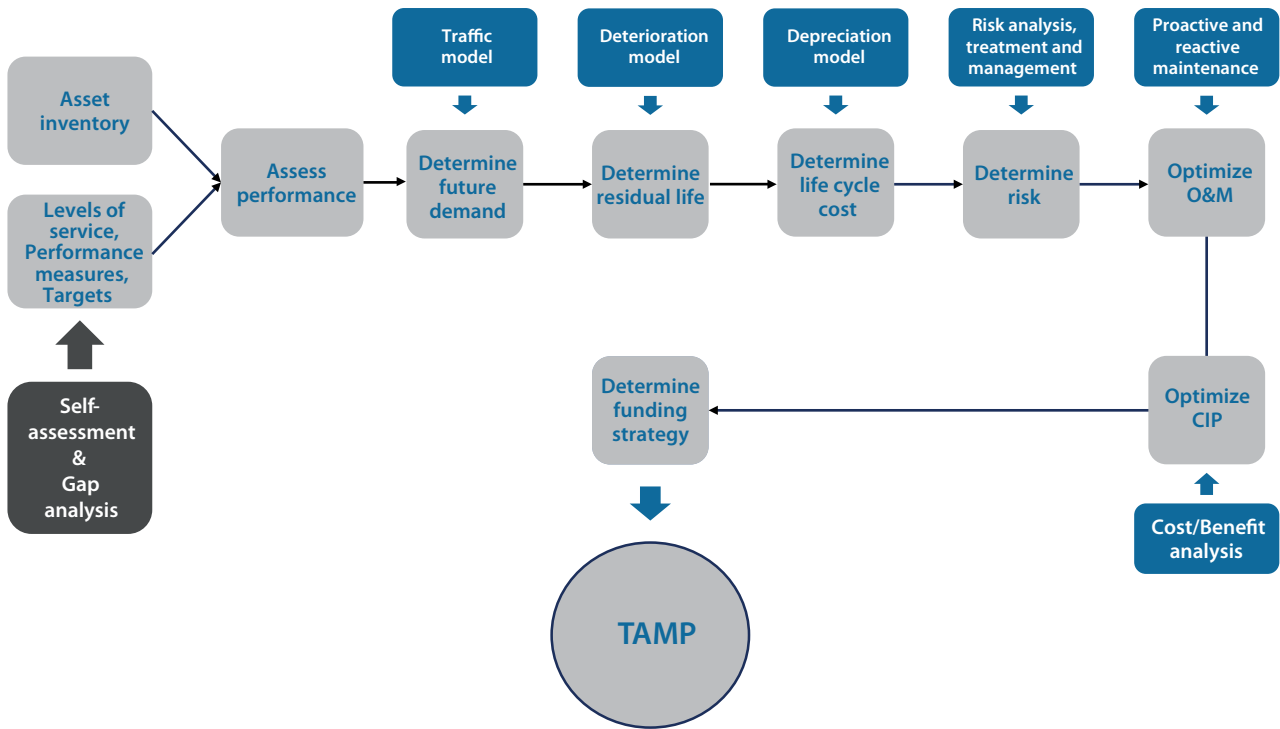 Traffic
model
Deterioration
model
Depreciation
model
Risk analysis,
treatment and
management
Proactive and
reactive
maintenance
Asset
inventory
Levels of
service,
Performance
measures,
Targets
Self-
assessment
&
Gap
analysis
Assess
performance
Determine
future
demand
Determine
residual life
Determine
life cycle
cost
Determine
risk
Optimize
O&M
Optimize
CIP
Cost/Benefit
analysis
Determine
funding
strategy
TAMP